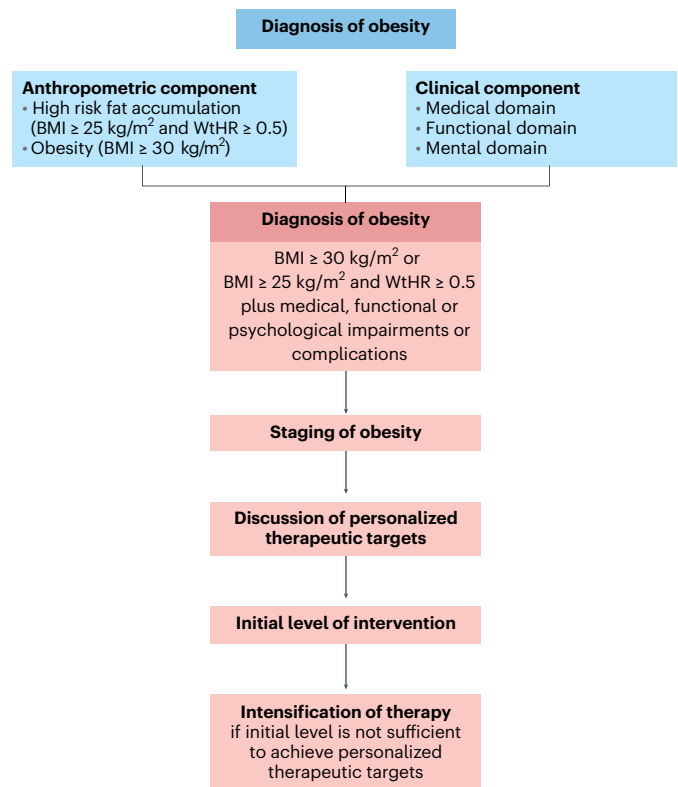 Diagnosis of obesity
Anthropometric component
• High risk fat accumulation
(BMI ≥ 25 kg/m² and WtHR ≥ 0.5)
• Obesity (BMI ≥ 30 kg/m²)
Clinical component
• Medical domain
• Functional domain
• Mental domain
Diagnosis of obesity
BMI ≥ 30 kg/m² or
BMI ≥ 25 kg/m² and WtHR ≥ 0.5
plus medical, functional or
psychological impairments or
complications
Staging of obesity
Discussion of personalized
therapeutic targets
Initial level of intervention
Intensification of therapy
if initial level is not sufficient
to achieve personalized
therapeutic targets